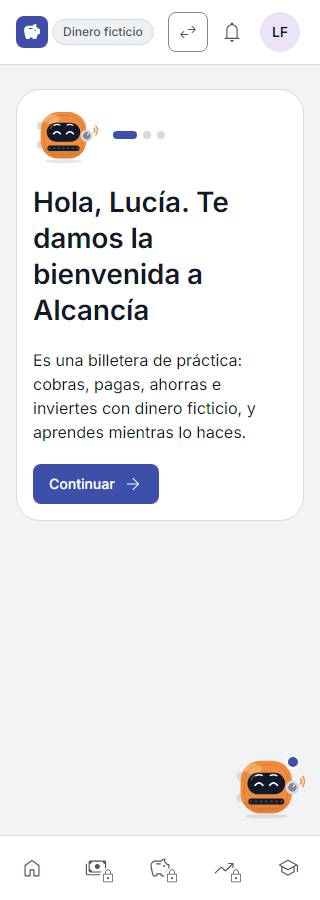 Dinero ficticio
LF
Hola, Lucía. Te
damos la
bienvenida a
Alcancía
Es una billetera de práctica:
cobras, pagas, ahorras e
inviertes con dinero ficticio, y
aprendes mientras lo haces.
Continuar